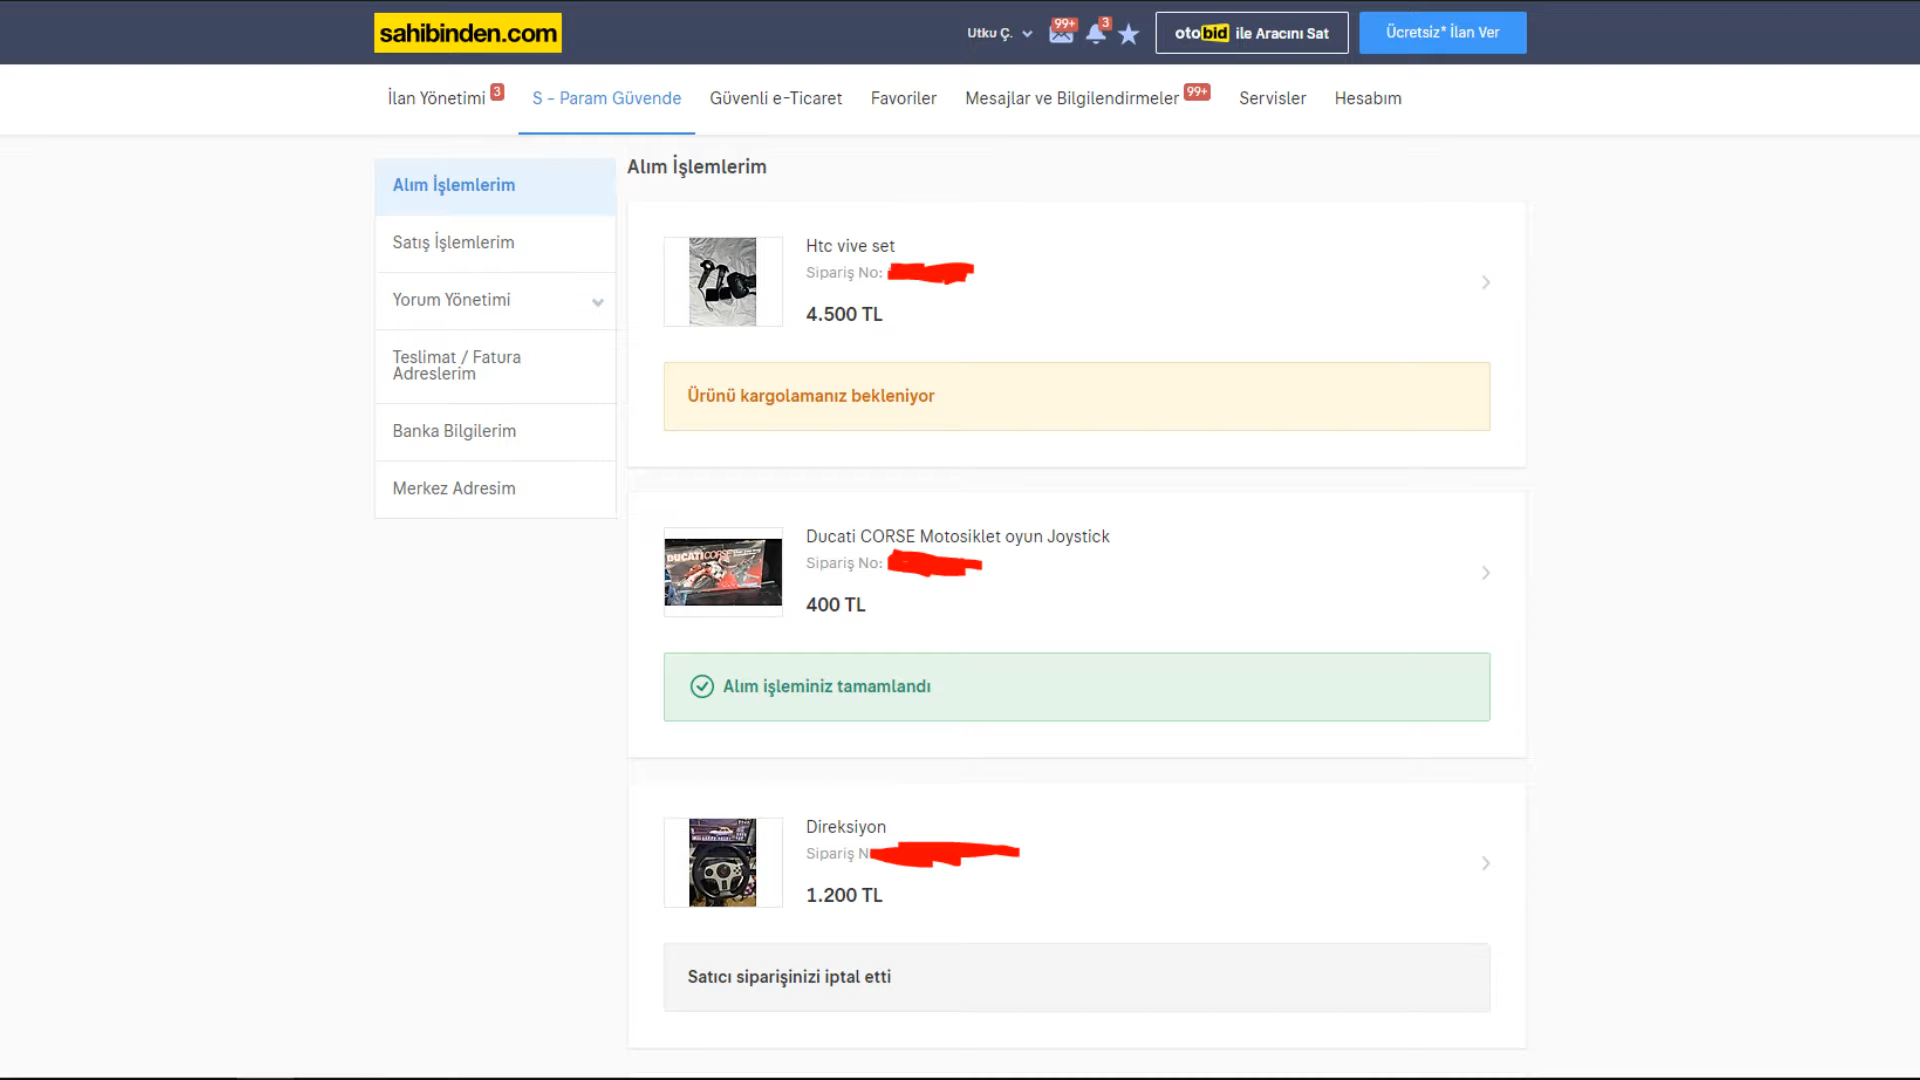 sahibinden.com
Utku Ç.
99+
3
otobid ile Aracını Sat
Ücretsiz* İlan Ver
İlan Yönetimi 3
S - Param Güvende
Güvenli e-Ticaret
Favoriler
Mesajlar ve Bilgilendirmeler 99+
Servisler
Hesabım
Alım İşlemlerim
Satış İşlemlerim
Yorum Yönetimi
Teslimat / Fatura
Adreslerim
Banka Bilgilerim
Merkez Adresim
Alım İşlemlerim
Htc vive set
Sipariş No:
4.500 TL
Ürünü kargolamanız bekleniyor
DUCATI CORSE
Ducati CORSE Motosiklet oyun Joystick
Sipariş No:
400 TL
Alım işleminiz tamamlandı
Direksiyon
Sipariş N
1.200 TL
Satıcı siparişinizi iptal etti